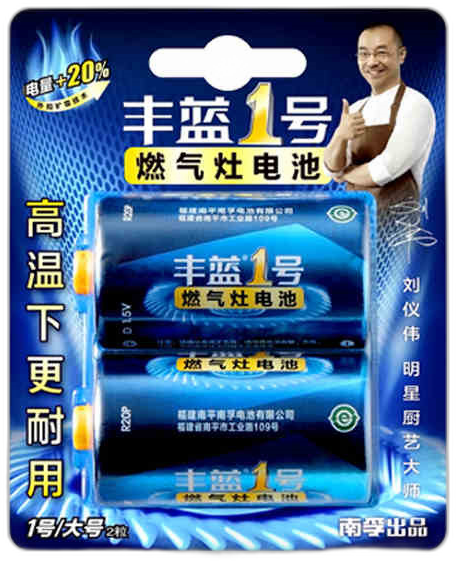 电量+20%
丰蓝1号
燃气灶电池
高温下更耐用
福建南平南孚电池有限公司
福建省南平市工业路109号
丰蓝®1号
燃气灶电池
D 1.5V
燃气灶电池
R20P
福建南平南孚电池有限公司
福建省南平市工业路109号
丰蓝®1号
燃气灶电池
刘仪伟 明星厨艺大师
1号/大号 2粒
南孚出品